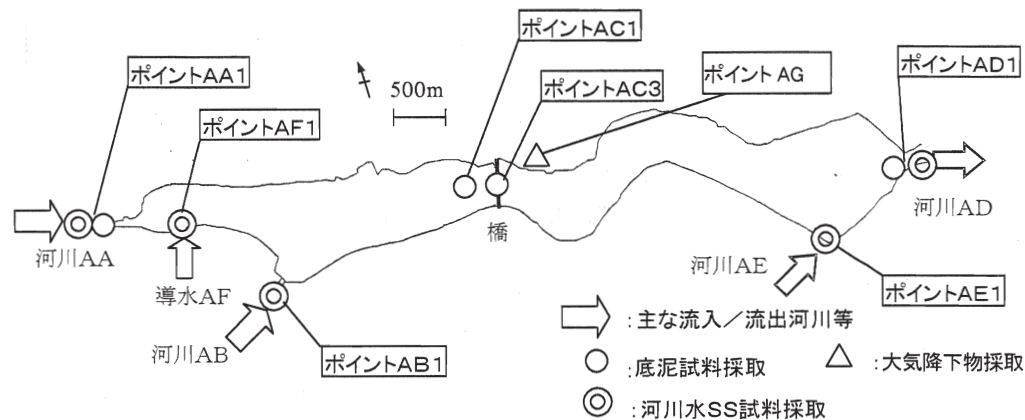 ポイントAC1
ポイントAA1
ポイントAG
ポイントAD1
500m
ポイントAC3
ポイントAF1
河川AA
橋
河川AD
導水AF
河川AE
河川AB
ポイントAE1
ポイントAB1
:主な流入/流出河川等
:底泥試料採取
:大気降下物採取
:河川水SS試料採取